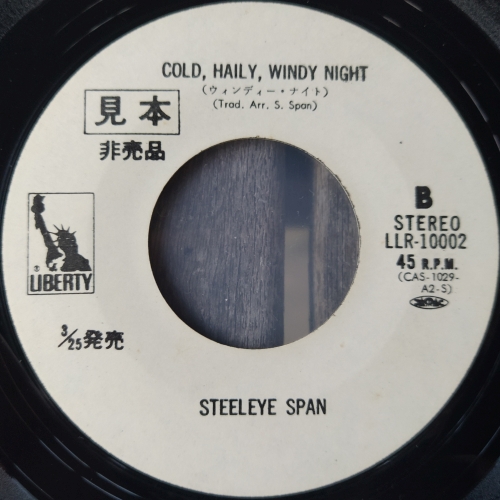 COLD, HAILY, WINDY NIGHT
(ウィンディー・ナイト)
(Trad. Arr. S. Span)
見本
非売品
B
STEREO
LLR-10002
45 R.P.M.
(CAS-1029-
A2-S)
® LIBERTY
3/25発売
STEELEYE SPAN